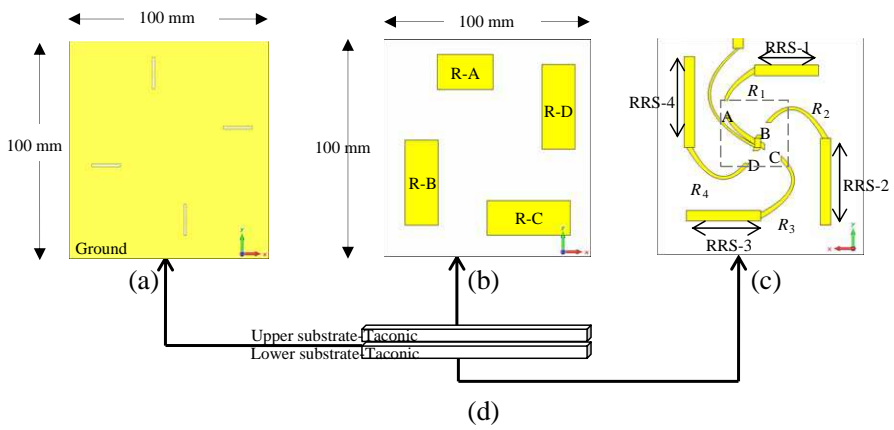 100 mm
100 mm
Ground
(a)
100 mm
100 mm
R-A
R-D
R-B
R-C
(b)
RRS-1
RRS-4
R1
R2
A
B
C
D
RRS-2
R4
RRS-3
R3
(c)
Upper substrate-Taconic
Lower substrate-Taconic
(d)